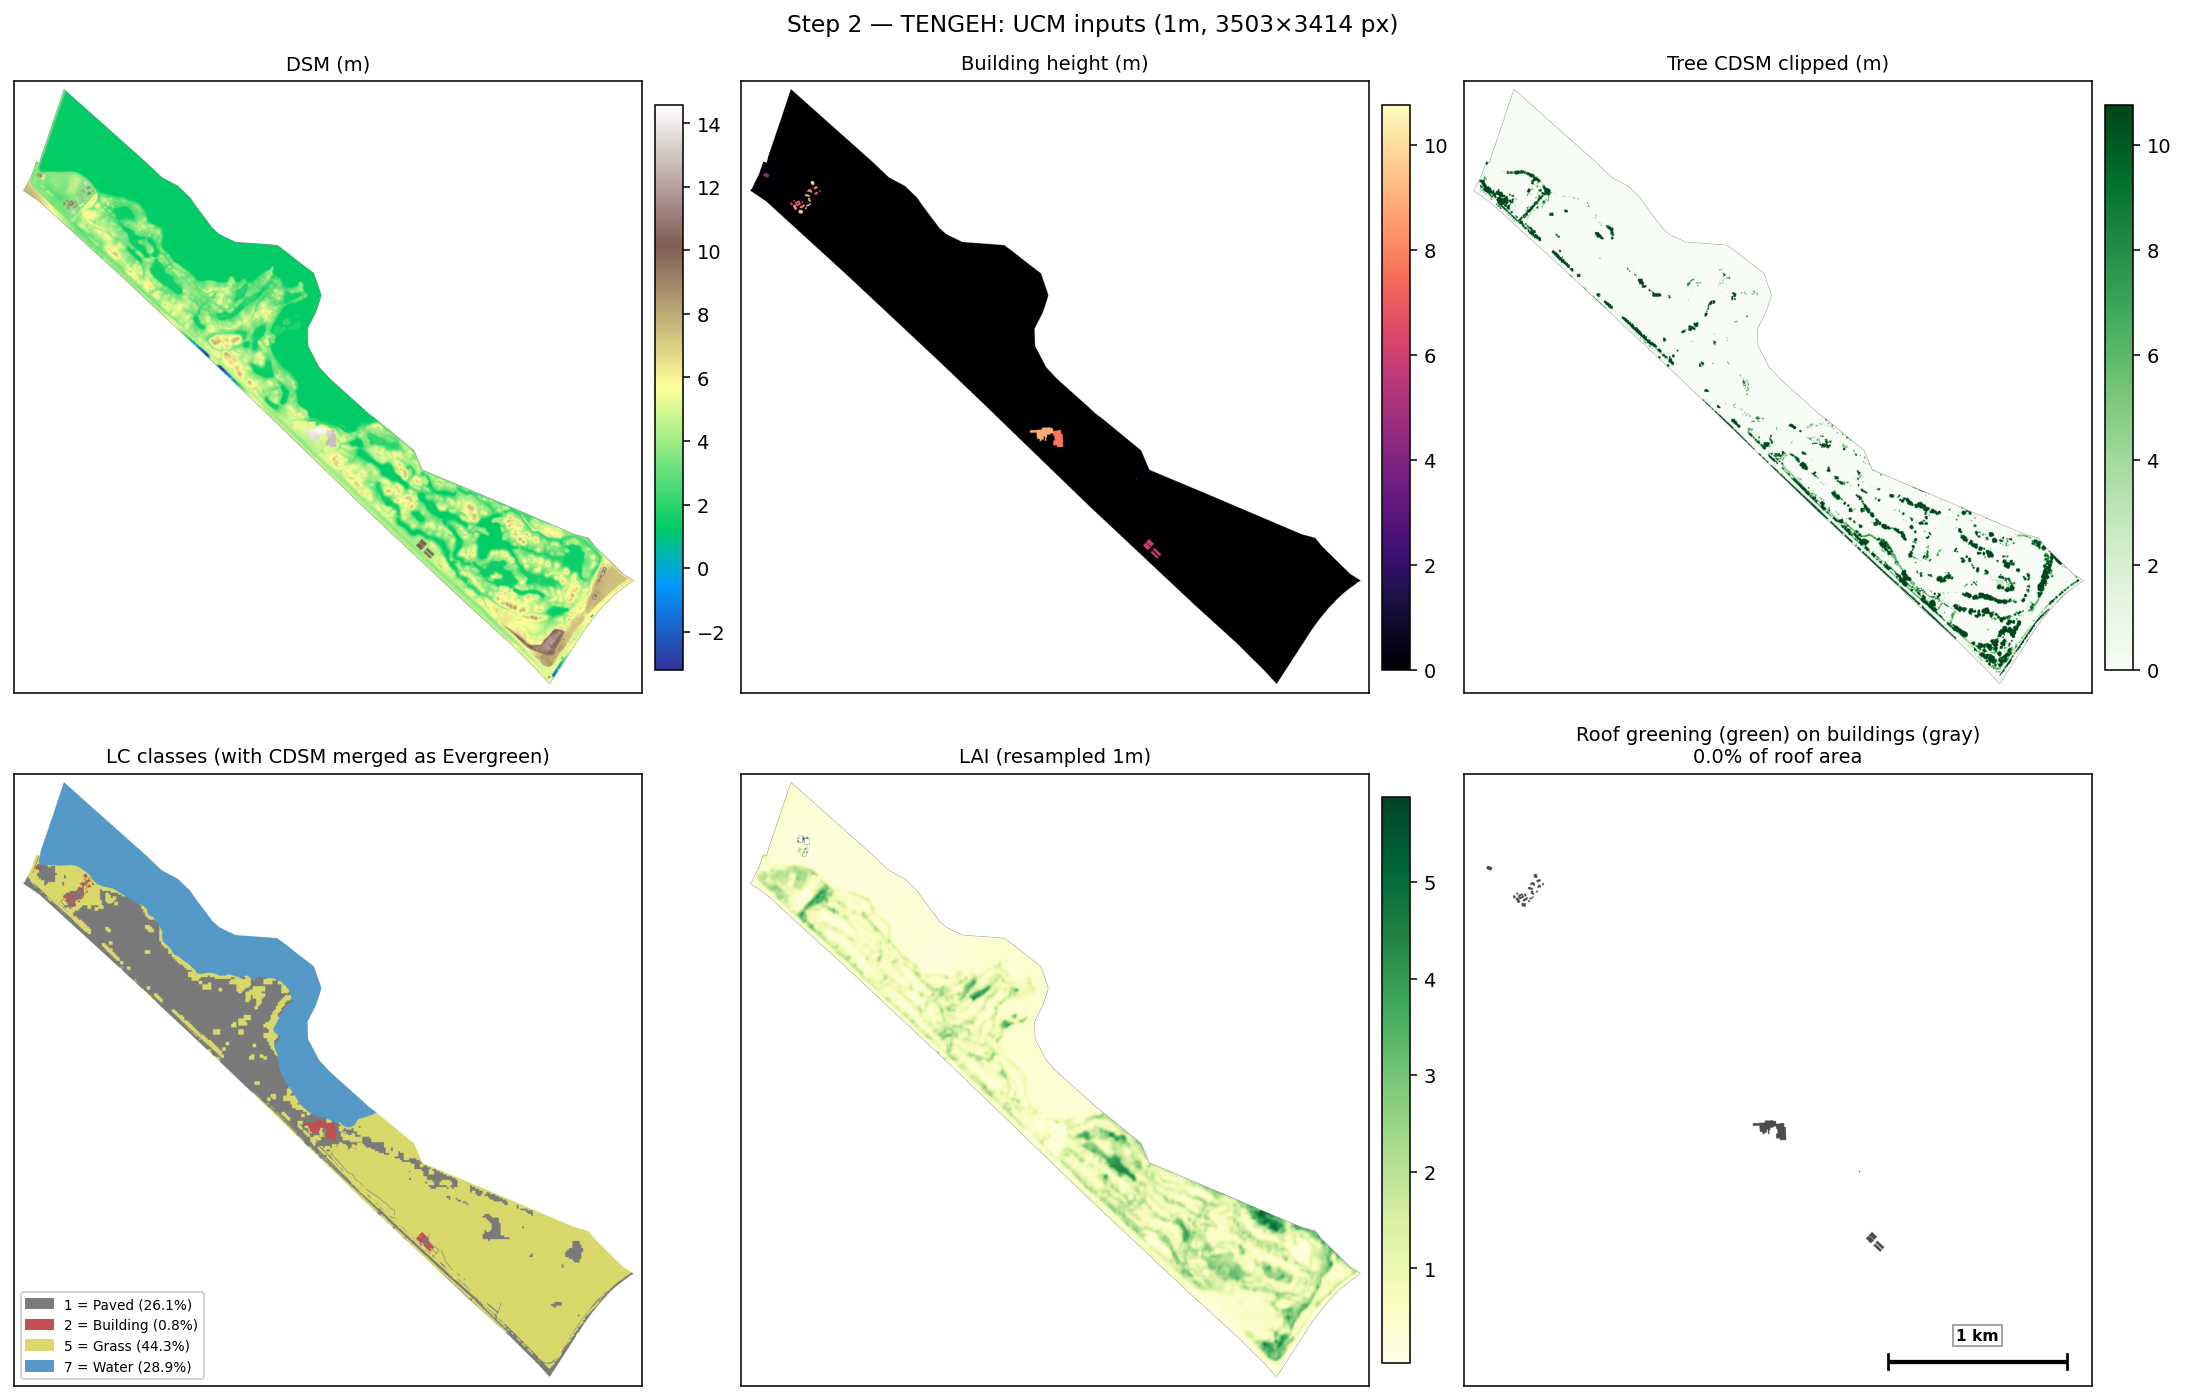 Step 2 — TENGEH: UCM inputs (1m, 3503×3414 px)
DSM (m)
14
12
10
8
6
4
2
0
−2
Building height (m)
10
8
6
4
2
0
Tree CDSM clipped (m)
10
8
6
4
2
0
LC classes (with CDSM merged as Evergreen)
1 = Paved (26.1%)
2 = Building (0.8%)
5 = Grass (44.3%)
7 = Water (28.9%)
LAI (resampled 1m)
5
4
3
2
1
Roof greening (green) on buildings (gray)
0.0% of roof area
1 km